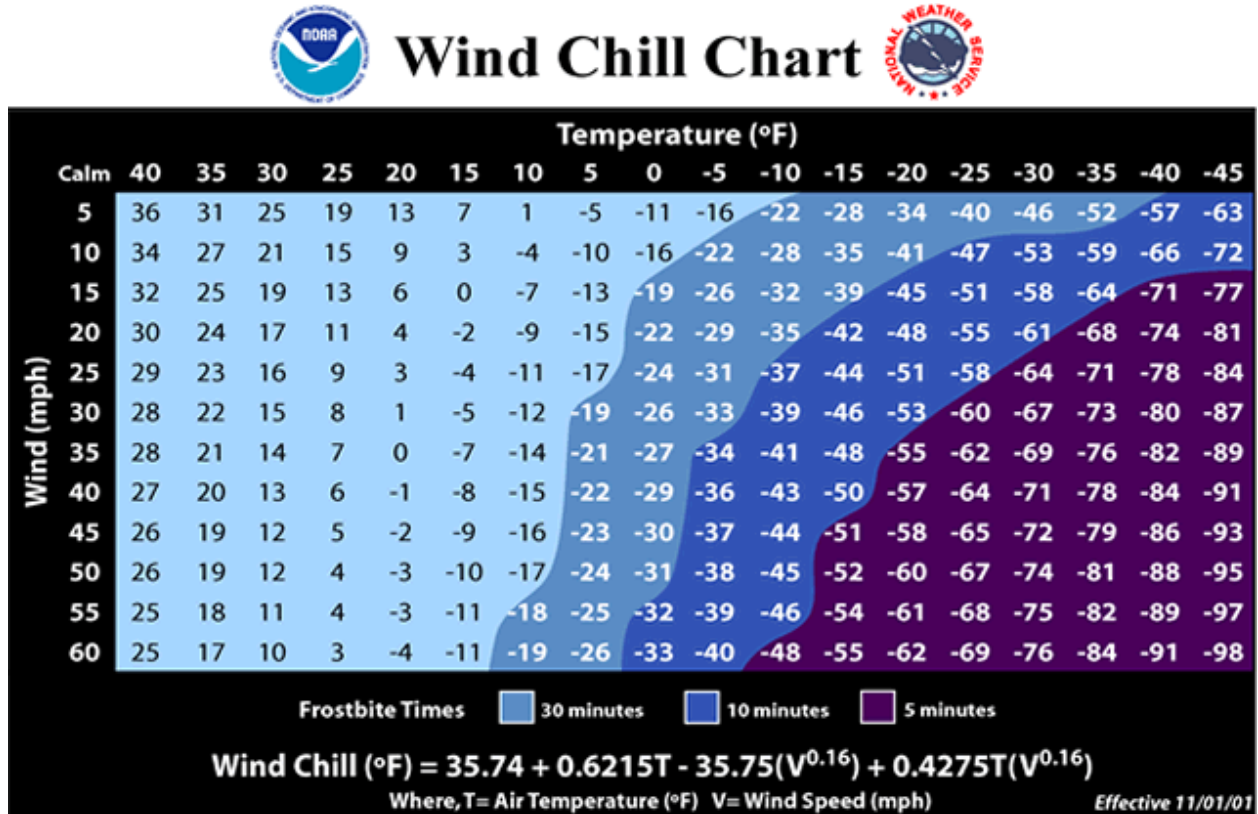 NOAA
NATIONAL OCEANIC AND ATMOSPHERIC ADMINISTRATION
U.S. DEPARTMENT OF COMMERCE
Wind Chill Chart
NATIONAL WEATHER SERVICE
Temperature (ºF)
Calm 40 35 30 25 20 15 10 5 0 -5 -10 -15 -20 -25 -30 -35 -40 -45
Wind (mph)
5 36 31 25 19 13 7 1 -5 -11 -16 -22 -28 -34 -40 -46 -52 -57 -63
10 34 27 21 15 9 3 -4 -10 -16 -22 -28 -35 -41 -47 -53 -59 -66 -72
15 32 25 19 13 6 0 -7 -13 -19 -26 -32 -39 -45 -51 -58 -64 -71 -77
20 30 24 17 11 4 -2 -9 -15 -22 -29 -35 -42 -48 -55 -61 -68 -74 -81
25 29 23 16 9 3 -4 -11 -17 -24 -31 -37 -44 -51 -58 -64 -71 -78 -84
30 28 22 15 8 1 -5 -12 -19 -26 -33 -39 -46 -53 -60 -67 -73 -80 -87
35 28 21 14 7 0 -7 -14 -21 -27 -34 -41 -48 -55 -62 -69 -76 -82 -89
40 27 20 13 6 -1 -8 -15 -22 -29 -36 -43 -50 -57 -64 -71 -78 -84 -91
45 26 19 12 5 -2 -9 -16 -23 -30 -37 -44 -51 -58 -65 -72 -79 -86 -93
50 26 19 12 4 -3 -10 -17 -24 -31 -38 -45 -52 -60 -67 -74 -81 -88 -95
55 25 18 11 4 -3 -11 -18 -25 -32 -39 -46 -54 -61 -68 -75 -82 -89 -97
60 25 17 10 3 -4 -11 -19 -26 -33 -40 -48 -55 -62 -69 -76 -84 -91 -98
Frostbite Times 30 minutes 10 minutes 5 minutes
Wind Chill (ºF) = 35.74 + 0.6215T - 35.75(V^0.16) + 0.4275T(V^0.16)
Where, T= Air Temperature (ºF) V= Wind Speed (mph) Effective 11/01/01